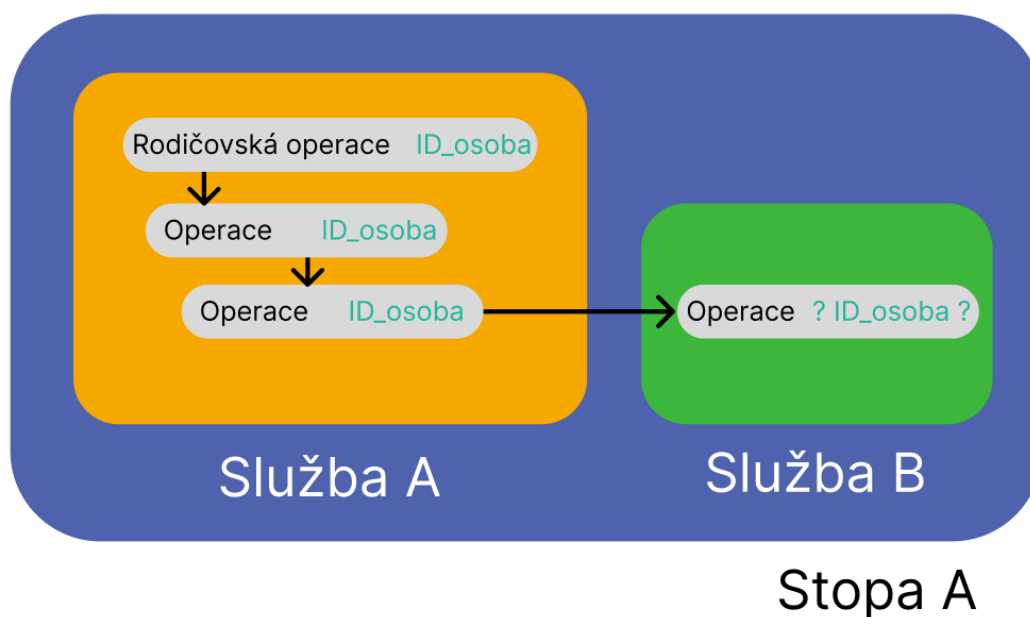 Rodičovská operace ID_osoba
Operace ID_osoba
Operace ID_osoba
Operace ? ID_osoba ?
Služba A
Služba B
Stopa A